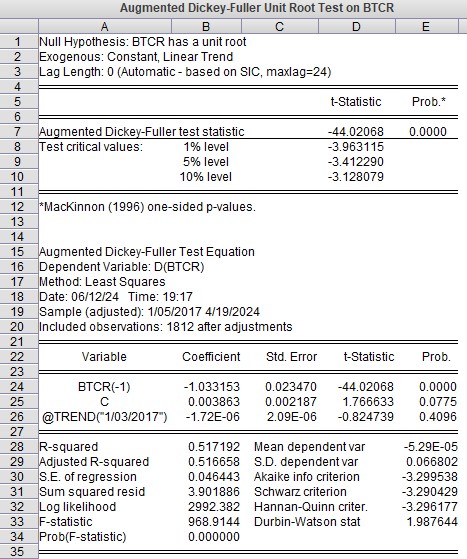 Augmented Dickey-Fuller Unit Root Test on BTCR
A B C D E
1 Null Hypothesis: BTCR has a unit root
2 Exogenous: Constant, Linear Trend
3 Lag Length: 0 (Automatic - based on SIC, maxlag=24)
4
5 t-Statistic Prob.*
6
7 Augmented Dickey-Fuller test statistic -44.02068 0.0000
8 Test critical values: 1% level -3.963115
9 5% level -3.412290
10 10% level -3.128079
11
12 *MacKinnon (1996) one-sided p-values.
13
14
15 Augmented Dickey-Fuller Test Equation
16 Dependent Variable: D(BTCR)
17 Method: Least Squares
18 Date: 06/12/24 Time: 19:17
19 Sample (adjusted): 1/05/2017 4/19/2024
20 Included observations: 1812 after adjustments
21
22 Variable Coefficient Std. Error t-Statistic Prob.
23
24 BTCR(-1) -1.033153 0.023470 -44.02068 0.0000
25 C 0.003863 0.002187 1.766633 0.0775
26 @TREND("1/03/2017") -1.72E-06 2.09E-06 -0.824739 0.4096
27
28 R-squared 0.517192 Mean dependent var -5.29E-05
29 Adjusted R-squared 0.516658 S.D. dependent var 0.066802
30 S.E. of regression 0.046443 Akaike info criterion -3.299538
31 Sum squared resid 3.901886 Schwarz criterion -3.290429
32 Log likelihood 2992.382 Hannan-Quinn criter. -3.296177
33 F-statistic 968.9144 Durbin-Watson stat 1.987644
34 Prob(F-statistic) 0.000000
35